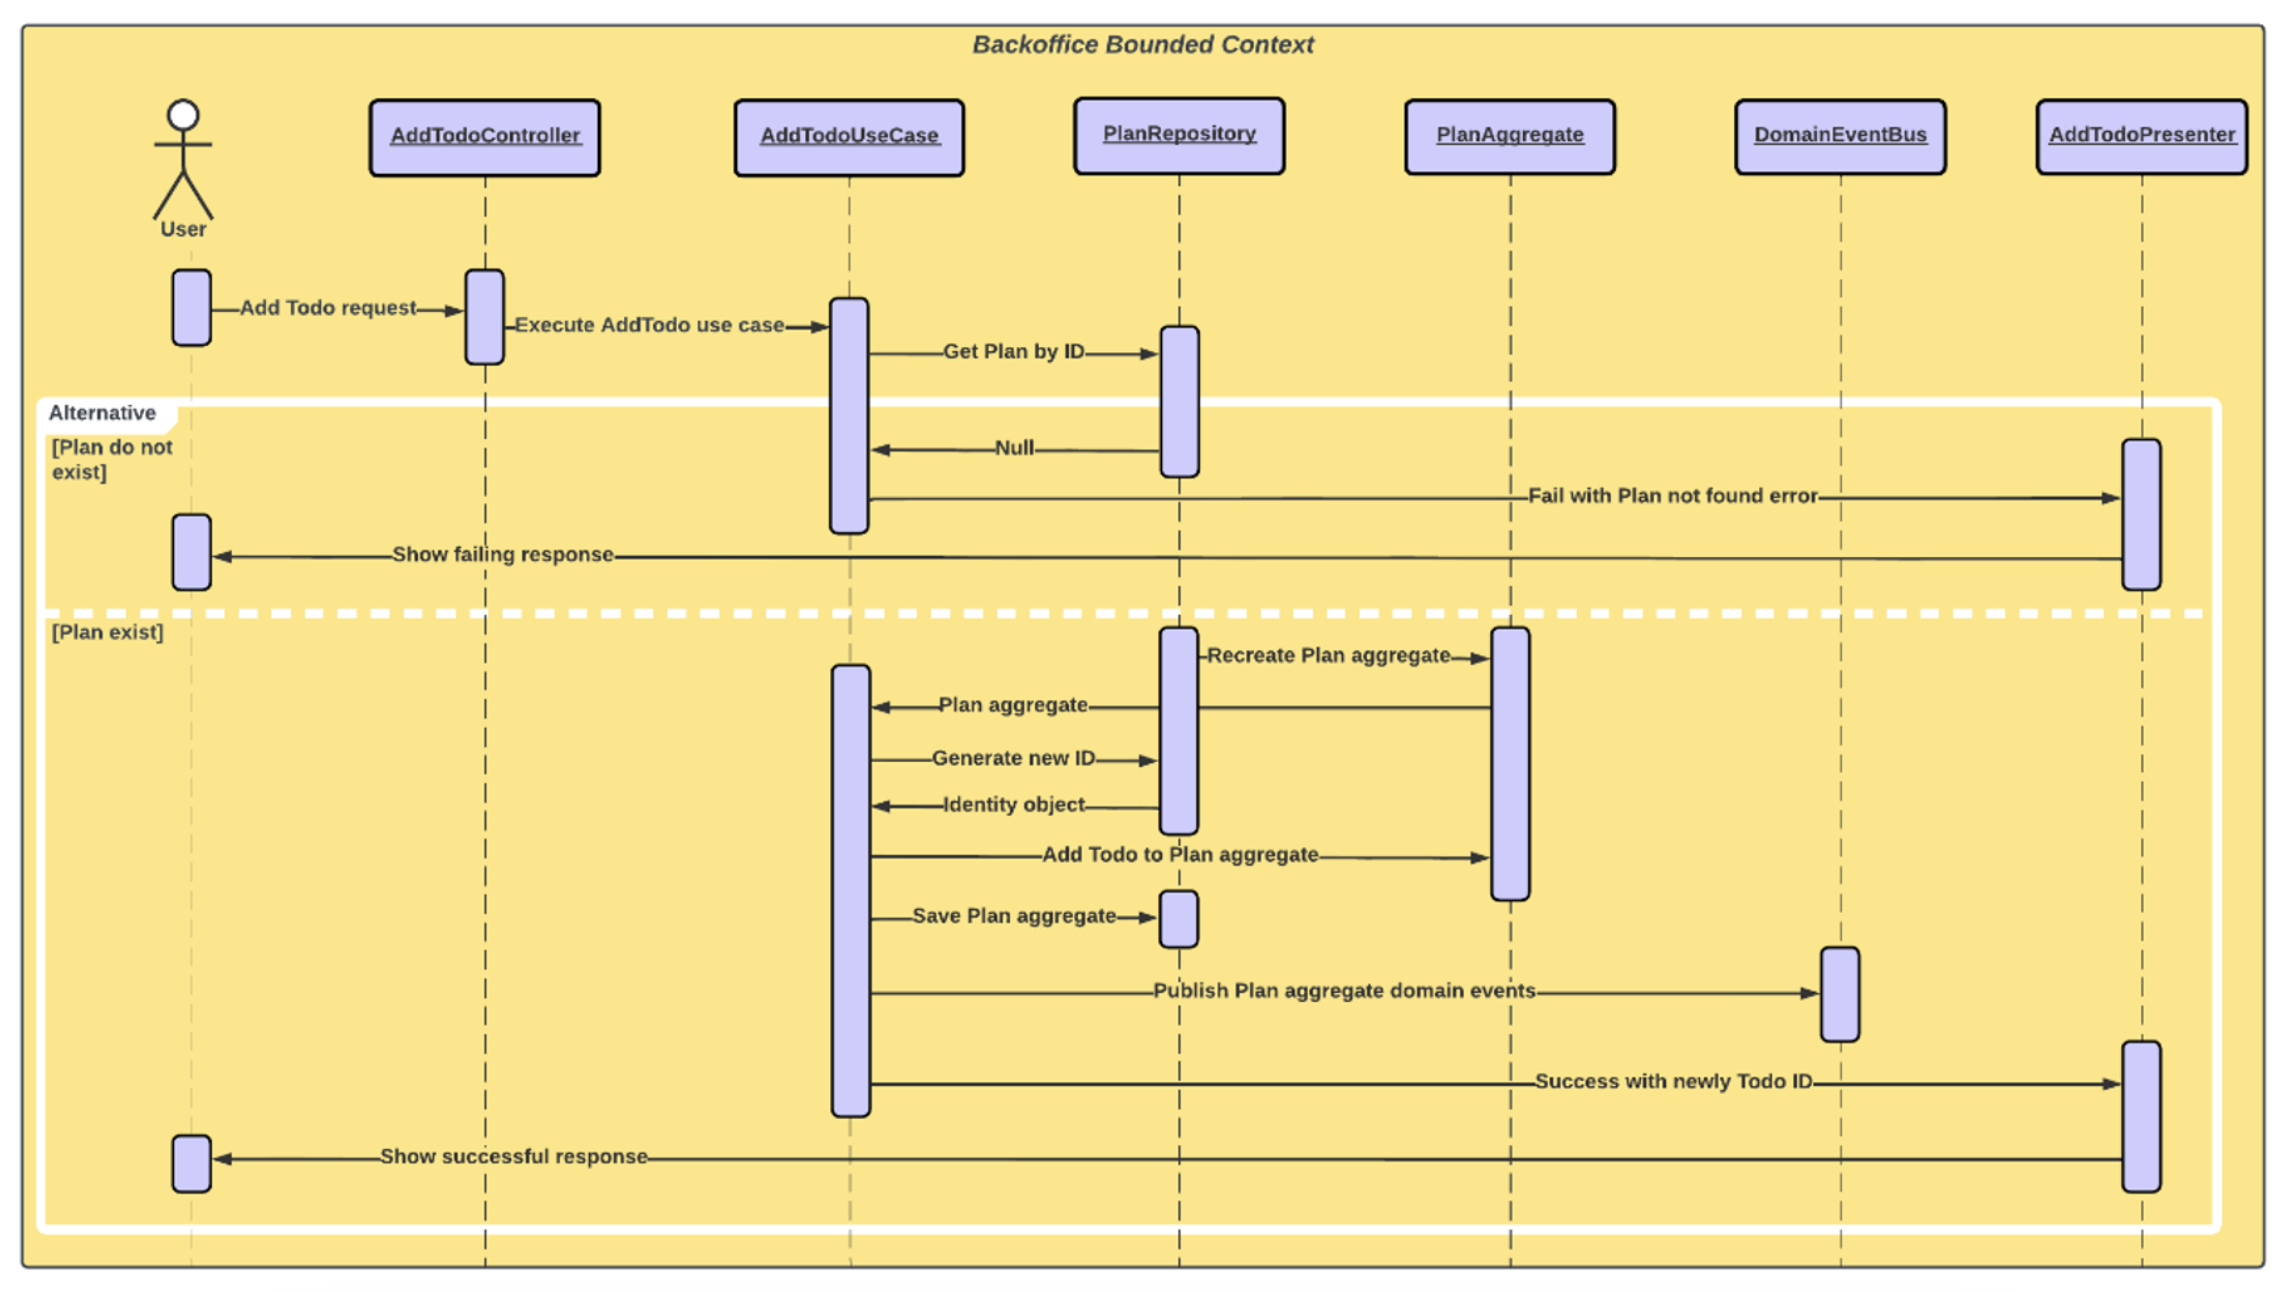 Backoffice Bounded Context
User
AddTodoController
AddTodoUseCase
PlanRepository
PlanAggregate
DomainEventBus
AddTodoPresenter
Add Todo request
Execute AddTodo use case
Get Plan by ID
Alternative
[Plan do not
exist]
Null
Fail with Plan not found error
Show failing response
[Plan exist]
Recreate Plan aggregate
Plan aggregate
Generate new ID
Identity object
Add Todo to Plan aggregate
Save Plan aggregate
Publish Plan aggregate domain events
Success with newly Todo ID
Show successful response